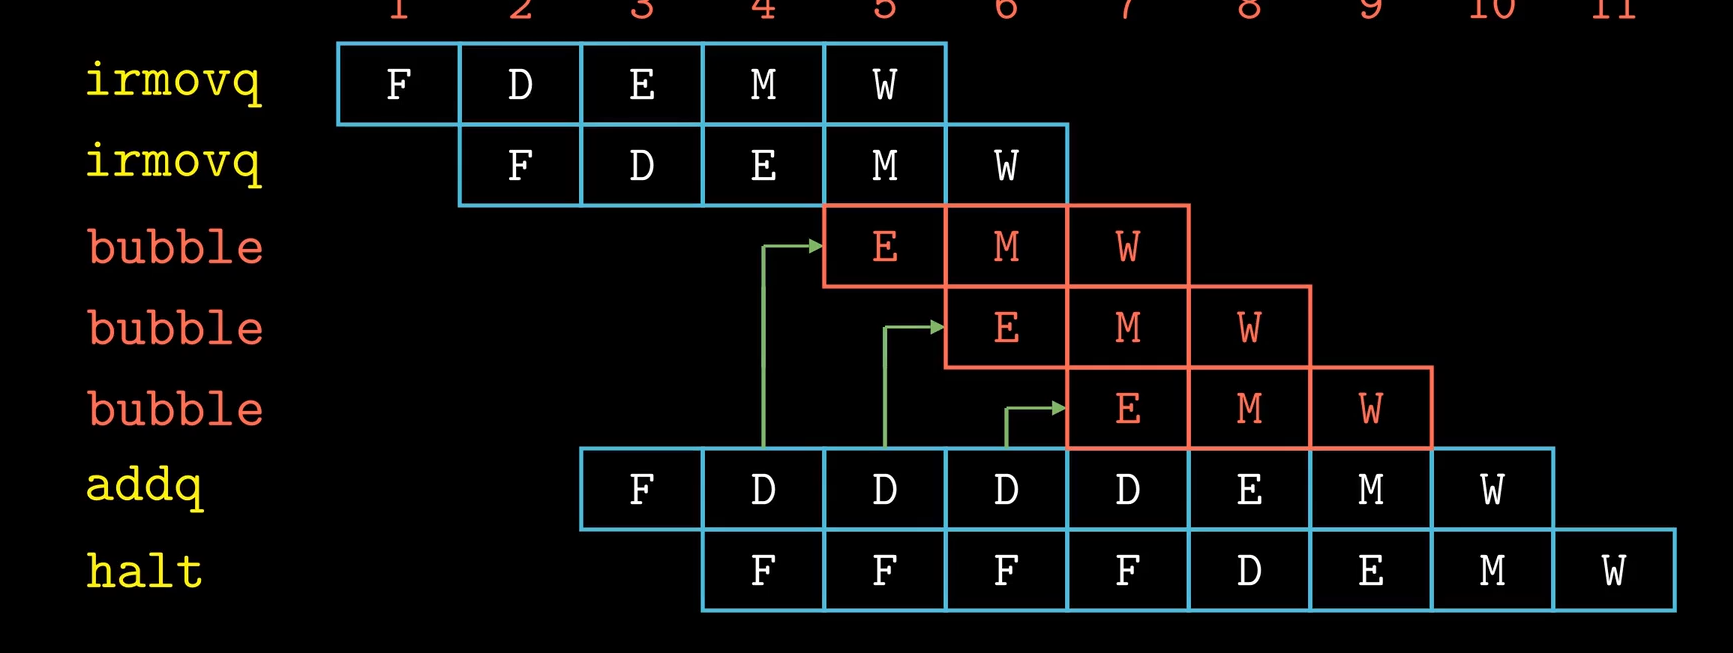 1 2 3 4 5 6 7 8 9 10 11
irmovq F D E M W
irmovq F D E M W
bubble E M W
bubble E M W
bubble E M W
addq F D D D D E M W
halt F F F F D E M W